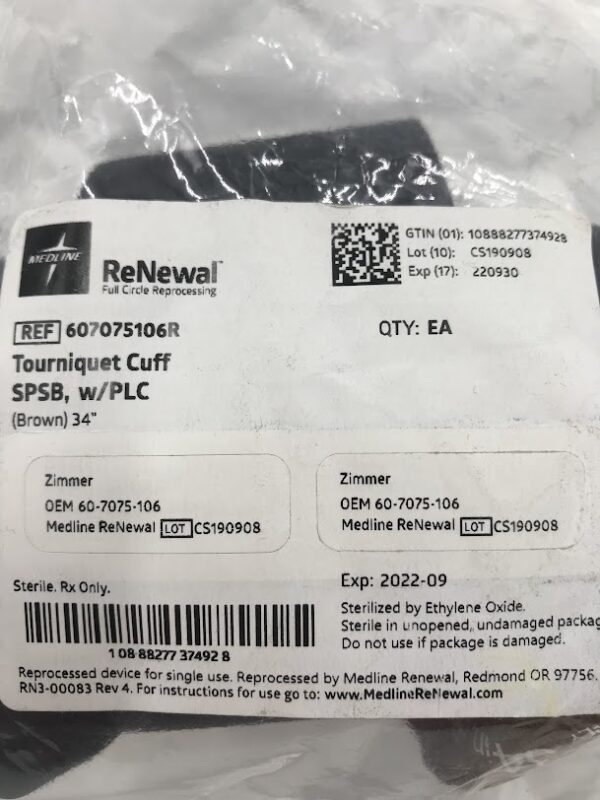 MEDLINE
ReNewal™
Full Circle Reprocessing
GTIN (01): 10888277374928
Lot (10): CS190908
Exp (17): 220930
REF 607075106R
QTY: EA
Tourniquet Cuff
SPSB, w/PLC
(Brown) 34"
Zimmer
OEM 60-7075-106
Medline ReNewal LOT CS190908
Zimmer
OEM 60-7075-106
Medline ReNewal LOT CS190908
Sterile. Rx Only.
1 08 88277 37492 8
Exp: 2022-09
Sterilized by Ethylene Oxide.
Sterile in unopened, undamaged packag
Do not use if package is damaged.
Reprocessed device for single use. Reprocessed by Medline Renewal, Redmond OR 97756.
RN3-00083 Rev 4. For instructions for use go to: www.MedlineReNewal.com